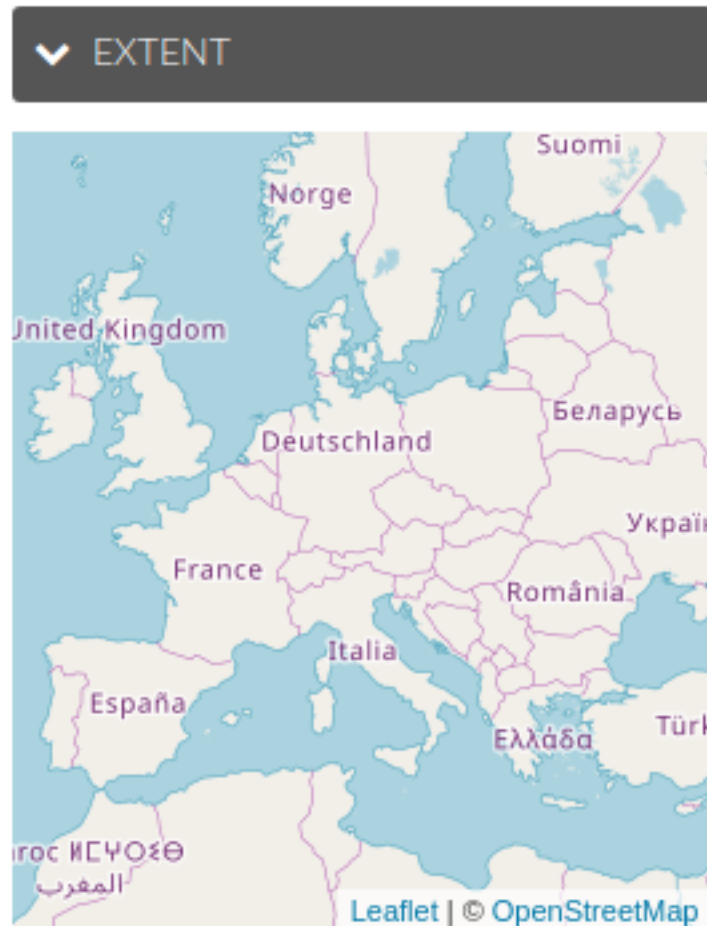 EXTENT
Suomi
Norge
United Kingdom
Беларусь
Deutschland
Украї
France
România
Italia
España
Türk
Ελλάδα
roc ⵍⵎⵖⵔⵉⴱ
المغرب
Leaflet | © OpenStreetMap